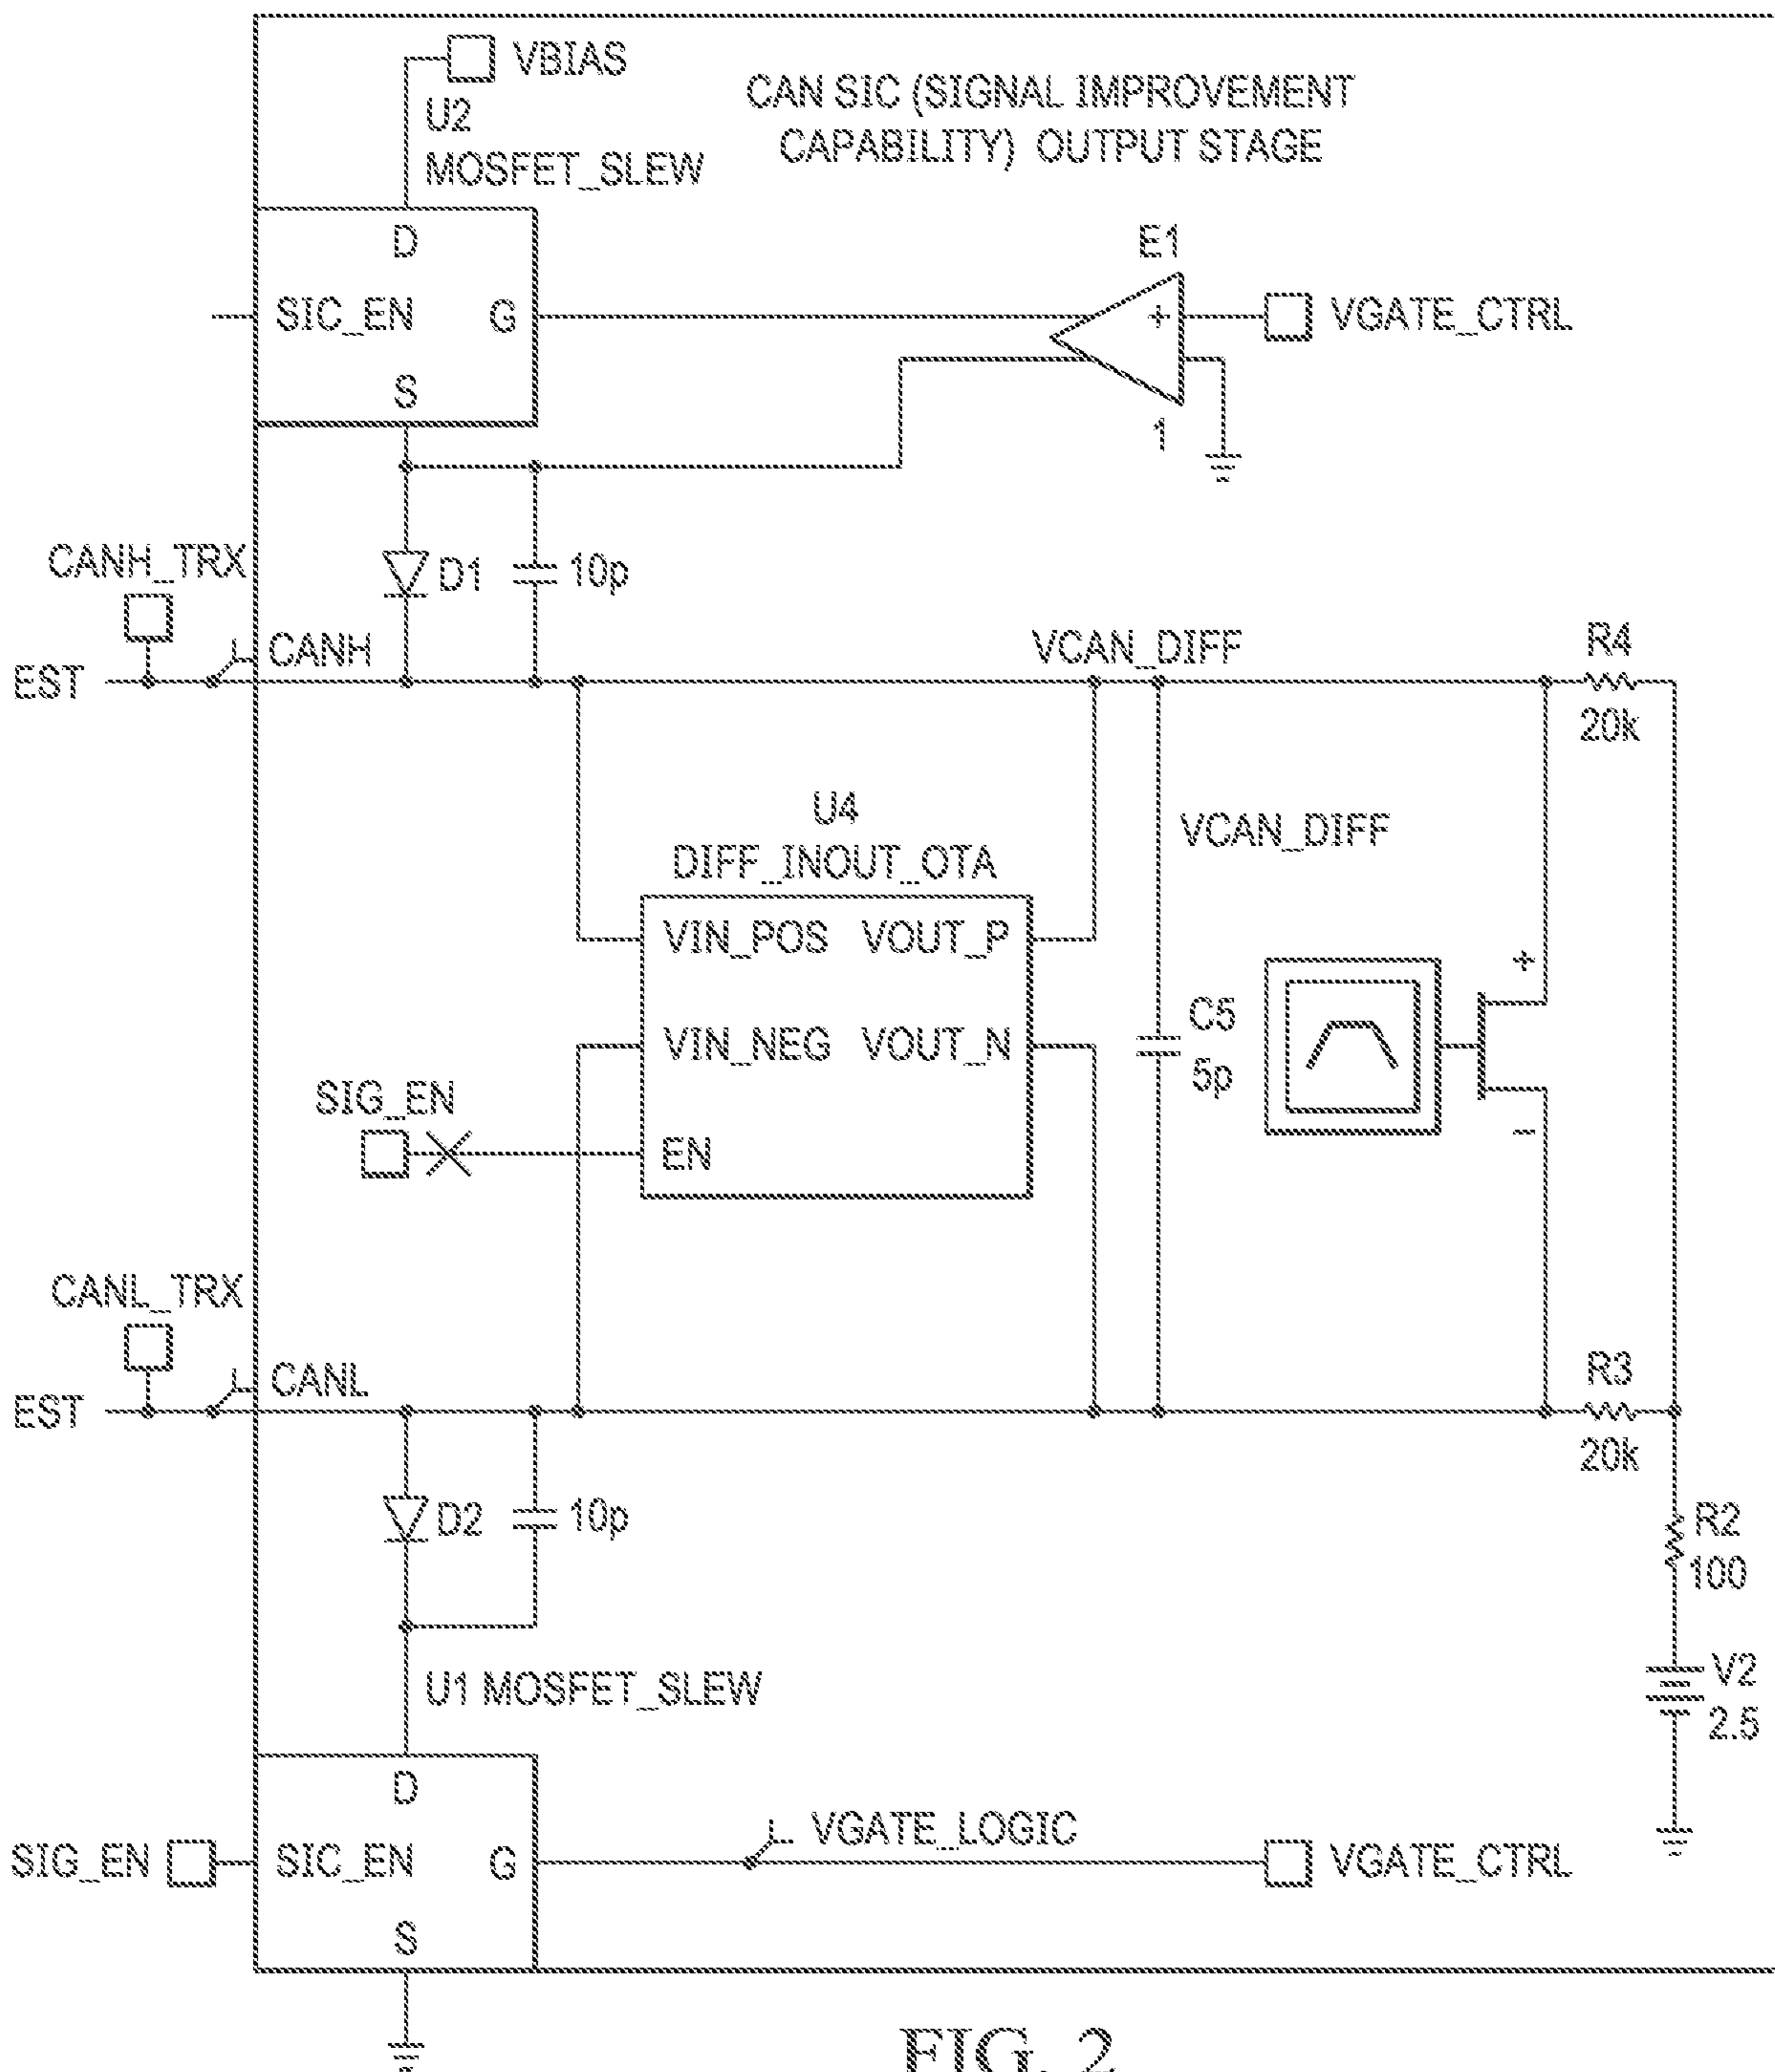 VBIAS
U2
MOSFET_SLEW
CAN SIC (SIGNAL IMPROVEMENT
CAPABILITY) OUTPUT STAGE
D
SIC_EN
G
S
E1
+
VGATE_CTRL
1
CANH_TRX
EST
CANH
D1
10p
VCAN_DIFF
R4
20k
U4
DIFF_INOUT_OTA
VCAN_DIFF
VIN_POS VOUT_P
VIN_NEG VOUT_N
EN
SIG_EN
C5
5p
+
−
CANL_TRX
EST
CANL
R3
20k
D2
10p
R2
100
U1 MOSFET_SLEW
V2
2.5
D
SIG_EN
SIC_EN
G
S
VGATE_LOGIC
VGATE_CTRL
FIG. 2